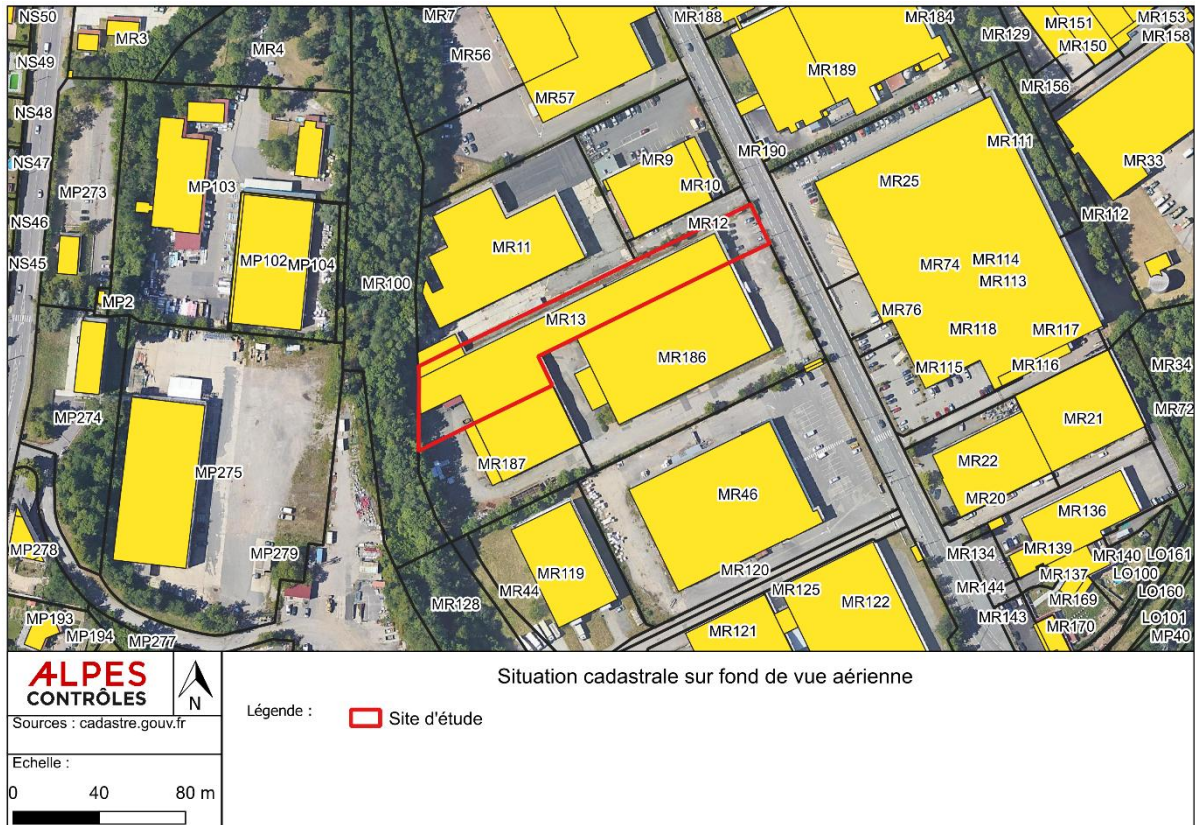 NS50
MR3
MR4
MR7
MR56
MR188
MR184
MR129
MR151
MR153
MR150
MR158
NS49
MR189
MR57
MR156
NS48
NS47
MP273
MP103
MR9
MR10
MR190
MR25
MR111
MR33
NS46
MR12
MR112
NS45
MP102
MP104
MR11
MR100
MR74
MR114
MR113
MP2
MR13
MR76
MR118
MR117
MR186
MR115
MR116
MR34
MP274
MR72
MR21
MP275
MR187
MR22
MR46
MR20
MR136
MP278
MP279
MR119
MR120
MR134
MR139
MR140
LO161
MR44
MR128
MR125
MR144
MR137
LO100
MR122
MR169
LO160
MP193
MP194
MP277
MR121
MR143
MR170
LO101
MP40
ALPES
CONTRÔLES
N
Sources : cadastre.gouv.fr
Echelle :
0 40 80 m
Situation cadastrale sur fond de vue aérienne
Légende :
Site d'étude